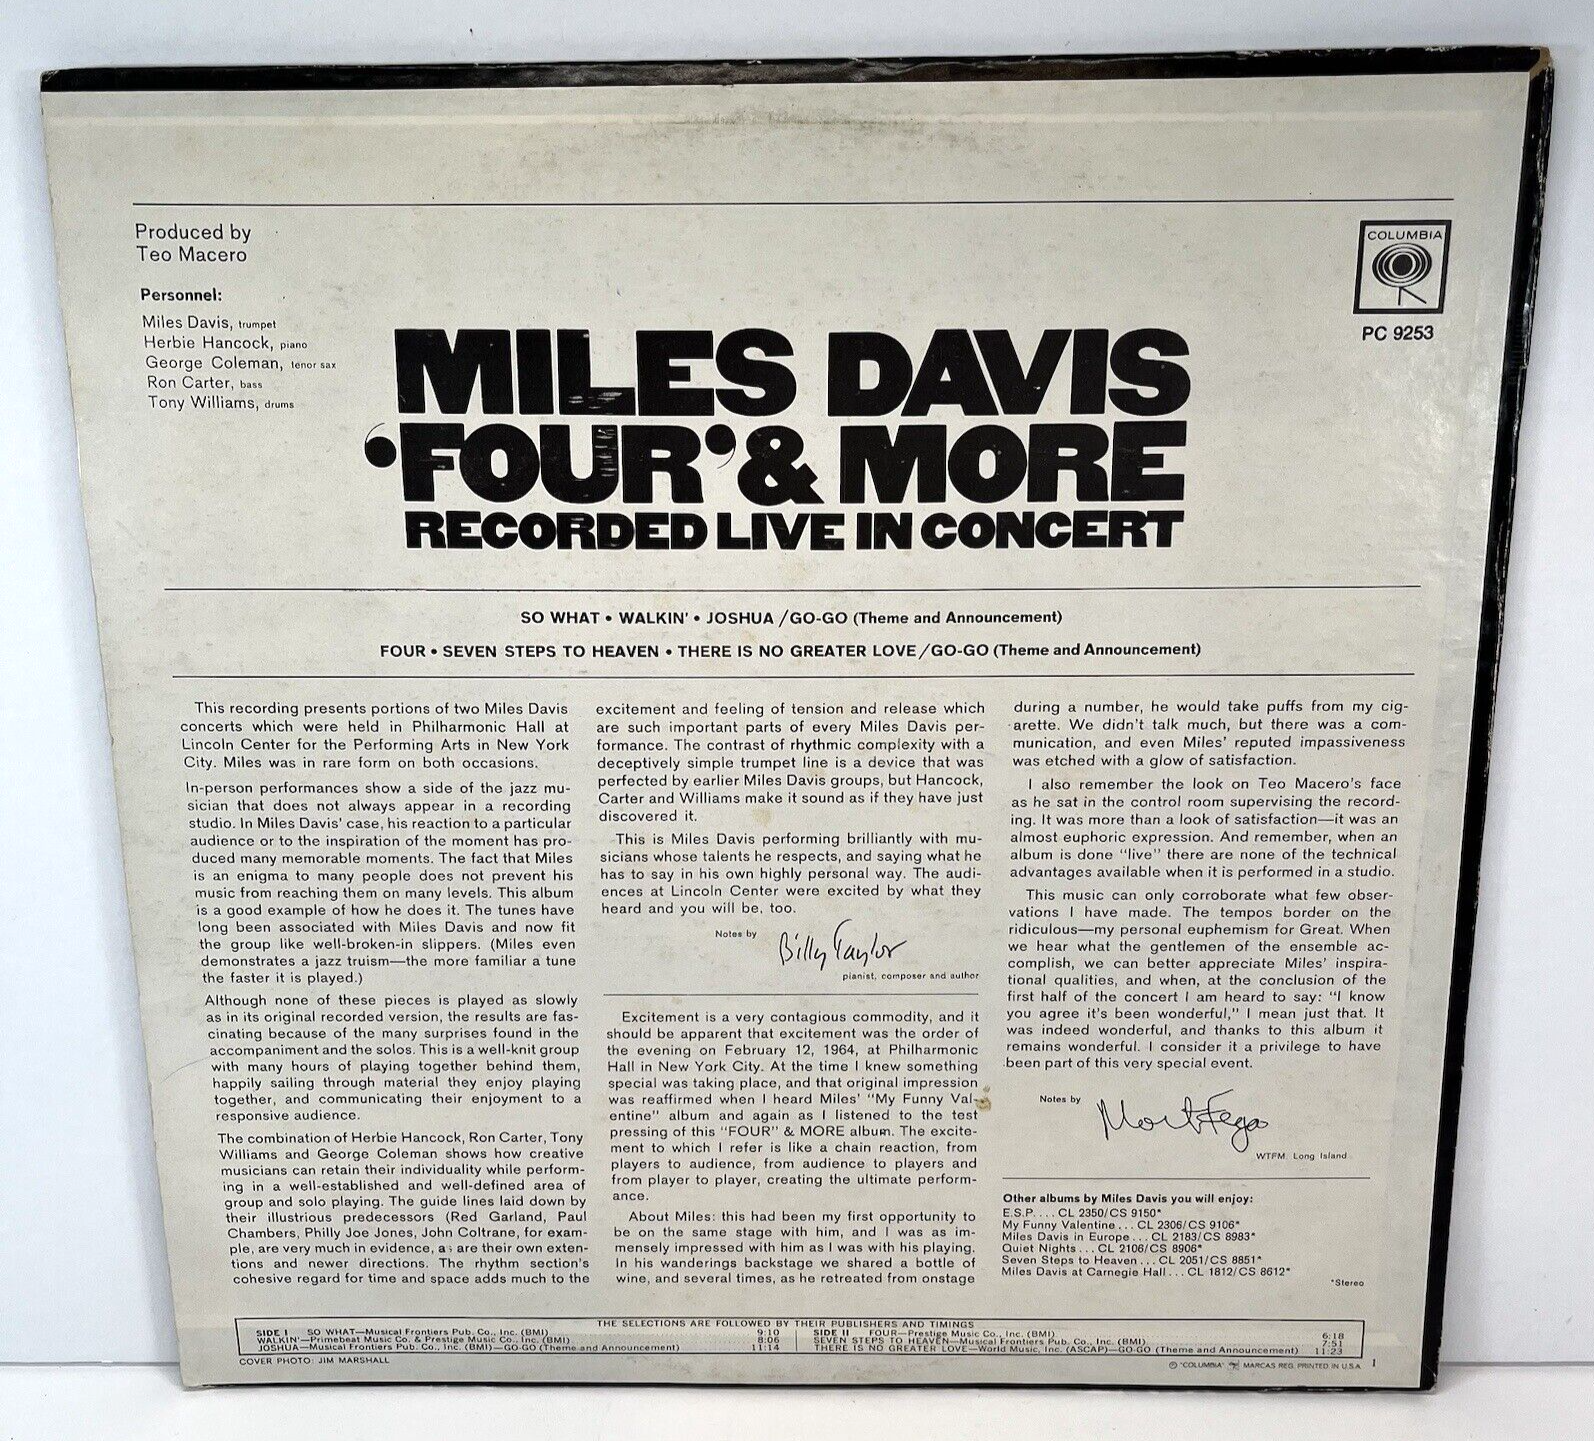 Produced by
Teo Macero
Personnel:
Miles Davis, trumpet
Herbie Hancock, piano
George Coleman, tenor sax
Ron Carter, bass
Tony Williams, drums
COLUMBIA
PC 9253
MILES DAVIS
'FOUR' & MORE
RECORDED LIVE IN CONCERT
SO WHAT • WALKIN' • JOSHUA /GO-GO (Theme and Announcement)
FOUR • SEVEN STEPS TO HEAVEN • THERE IS NO GREATER LOVE/GO-GO (Theme and Announcement)
This recording presents portions of two Miles Davis
concerts which were held in Philharmonic Hall at
Lincoln Center for the Performing Arts in New York
City. Miles was in rare form on both occasions.
In-person performances show a side of the jazz mu-
sician that does not always appear in a recording
studio. In Miles Davis' case, his reaction to a particular
audience or to the inspiration of the moment has pro-
duced many memorable moments. The fact that Miles
is an enigma to many people does not prevent his
music from reaching them on many levels. This album
is a good example of how he does it. The tunes have
long been associated with Miles Davis and now fit
the group like well-broken-in slippers. (Miles even
demonstrates a jazz truism—the more familiar a tune
the faster it is played.)
Although none of these pieces is played as slowly
as in its original recorded version, the results are fas-
cinating because of the many surprises found in the
accompaniment and the solos. This is a well-knit group
with many hours of playing together behind them,
happily sailing through material they enjoy playing
together, and communicating their enjoyment to a
responsive audience.
The combination of Herbie Hancock, Ron Carter, Tony
Williams and George Coleman shows how creative
musicians can retain their individuality while perform-
ing in a well-established and well-defined area of
group and solo playing. The guide lines laid down by
their illustrious predecessors (Red Garland, Paul
Chambers, Philly Joe Jones, John Coltrane, for exam-
ple, are very much in evidence, as are their own exten-
tions and newer directions. The rhythm section's
cohesive regard for time and space adds much to the
excitement and feeling of tension and release which
are such important parts of every Miles Davis per-
formance. The contrast of rhythmic complexity with a
deceptively simple trumpet line is a device that was
perfected by earlier Miles Davis groups, but Hancock,
Carter and Williams make it sound as if they have just
discovered it.
This is Miles Davis performing brilliantly with mu-
sicians whose talents he respects, and saying what he
has to say in his own highly personal way. The audi-
ences at Lincoln Center were excited by what they
heard and you will be, too.
Notes by Billy Taylor
pianist, composer and author
Excitement is a very contagious commodity, and it
should be apparent that excitement was the order of
the evening on February 12, 1964, at Philharmonic
Hall in New York City. At the time I knew something
special was taking place, and that original impression
was reaffirmed when I heard Miles' "My Funny Val-
entine" album and again as I listened to the test
pressing of this "FOUR" & MORE album. The excite-
ment to which I refer is like a chain reaction, from
players to audience, from audience to players and
from player to player, creating the ultimate perform-
ance.
About Miles: this had been my first opportunity to
be on the same stage with him, and I was as im-
mensely impressed with him as I was with his playing.
In his wanderings backstage we shared a bottle of
wine, and several times, as he retreated from onstage
during a number, he would take puffs from my cig-
arette. We didn't talk much, but there was a com-
munication, and even Miles' reputed impassiveness
was etched with a glow of satisfaction.
I also remember the look on Teo Macero's face
as he sat in the control room supervising the record-
ing. It was more than a look of satisfaction—it was an
almost euphoric expression. And remember, when an
album is done "live" there are none of the technical
advantages available when it is performed in a studio.
This music can only corroborate what few obser-
vations I have made. The tempos border on the
ridiculous—my personal euphemism for Great. When
we hear what the gentlemen of the ensemble ac-
complish, we can better appreciate Miles' inspira-
tional qualities, and when, at the conclusion of the
first half of the concert I am heard to say: "I know
you agree it's been wonderful," I mean just that. It
was indeed wonderful, and thanks to this album it
remains wonderful. I consider it a privilege to have
been part of this very special event.
Notes by Mort Fega
WTFM, Long Island
Other albums by Miles Davis you will enjoy:
E.S.P. ... CL 2350/CS 9150*
My Funny Valentine ... CL 2306/CS 9106*
Miles Davis in Europe ... CL 2183/CS 8983*
Quiet Nights ... CL 2106/CS 8906*
Seven Steps to Heaven ... CL 2051/CS 8851*
Miles Davis at Carnegie Hall ... CL 1812/CS 8612*
*Stereo
THE SELECTIONS ARE FOLLOWED BY THEIR PUBLISHERS AND TIMINGS
SIDE I SO WHAT—Musical Frontiers Pub. Co., Inc. (BMI) 9:10
WALKIN'—Primebeat Music Co. & Prestige Music Co., Inc. (BMI) 8:06
JOSHUA—Musical Frontiers Pub. Co., Inc. (BMI)—GO-GO (Theme and Announcement) 11:14
SIDE II FOUR—Prestige Music Co., Inc. (BMI) 6:18
SEVEN STEPS TO HEAVEN—Musical Frontiers Pub. Co., Inc. (BMI) 7:51
THERE IS NO GREATER LOVE—World Music, Inc. (ASCAP)—GO-GO (Theme and Announcement) 11:23
COVER PHOTO: JIM MARSHALL
© "COLUMBIA" MARCAS REG. PRINTED IN U.S.A. 1